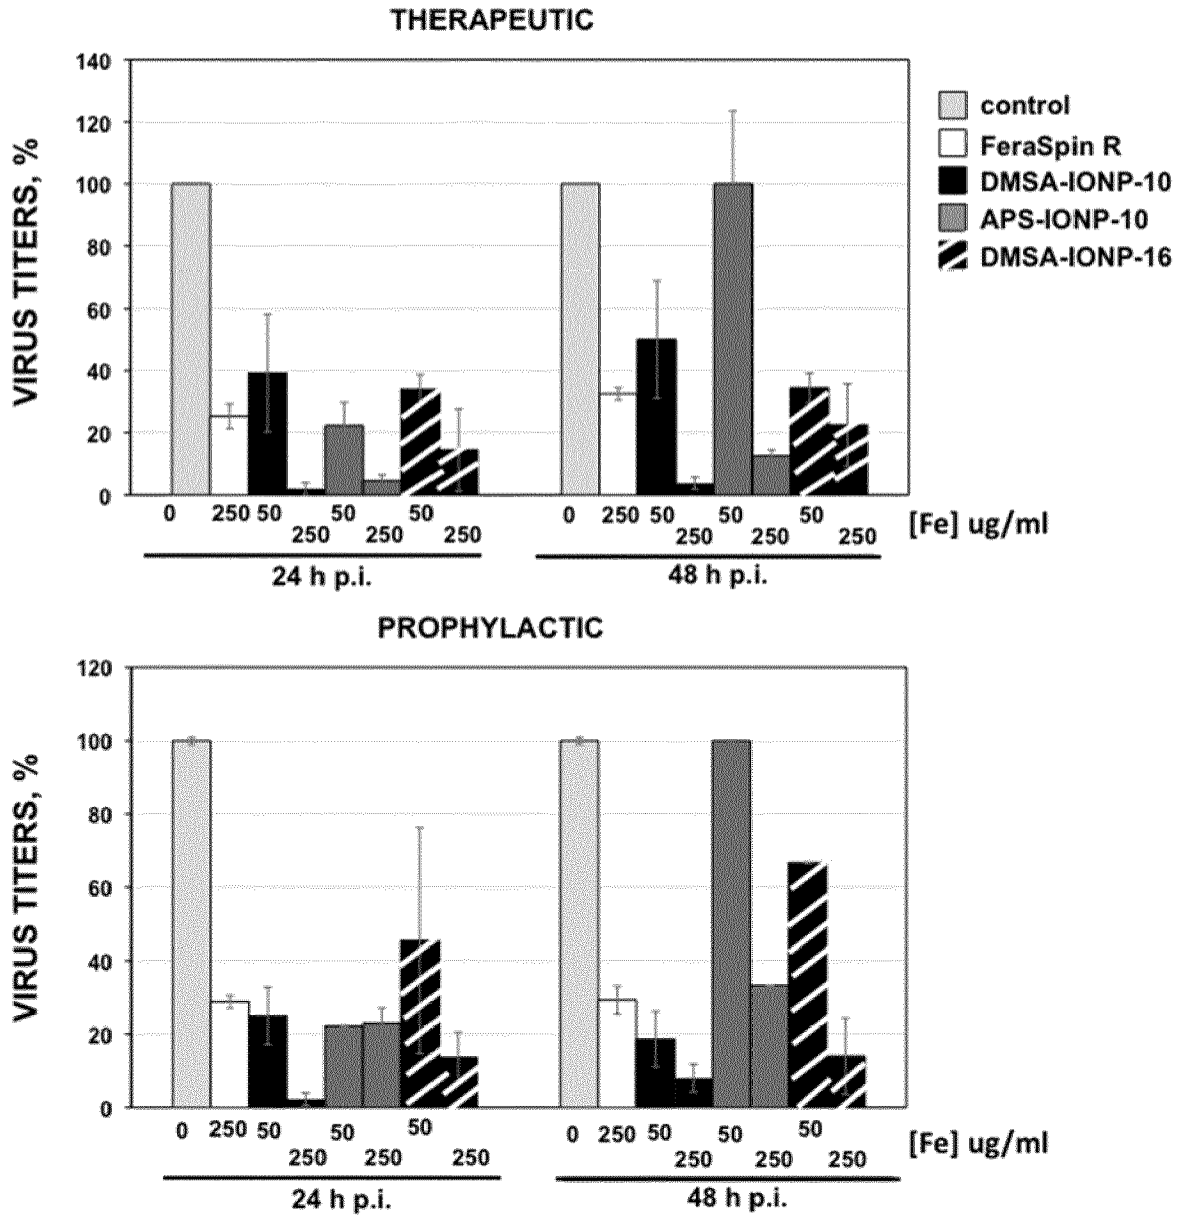 THERAPEUTIC
VIRUS TITERS, %
140
120
100
80
60
40
20
0
control
FeraSpin R
DMSA-IONP-10
APS-IONP-10
DMSA-IONP-16
0 250 50 50 50 0 250 50 50 50
250 250 250 250 250 250 [Fe] ug/ml
24 h p.i. 48 h p.i.
PROPHYLACTIC
VIRUS TITERS, %
120
100
80
60
40
20
0
0 250 50 50 50 0 250 50 50 50
250 250 250 250 250 250 [Fe] ug/ml
24 h p.i. 48 h p.i.